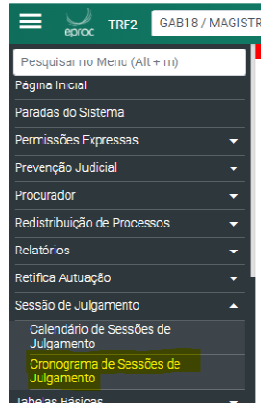 eproc TRF2 GAB18 / MAGISTR
Pesquisar no Menu (Alt + m)
Página Inicial
Paradas do Sistema
Permissões Expressas
Prevenção Judicial
Procurador
Redistribuição de Processos
Relatórios
Retifica Autuação
Sessão de Julgamento
Calendário de Sessões de
Julgamento
Cronograma de Sessões de
Julgamento
Tabelas Básicas